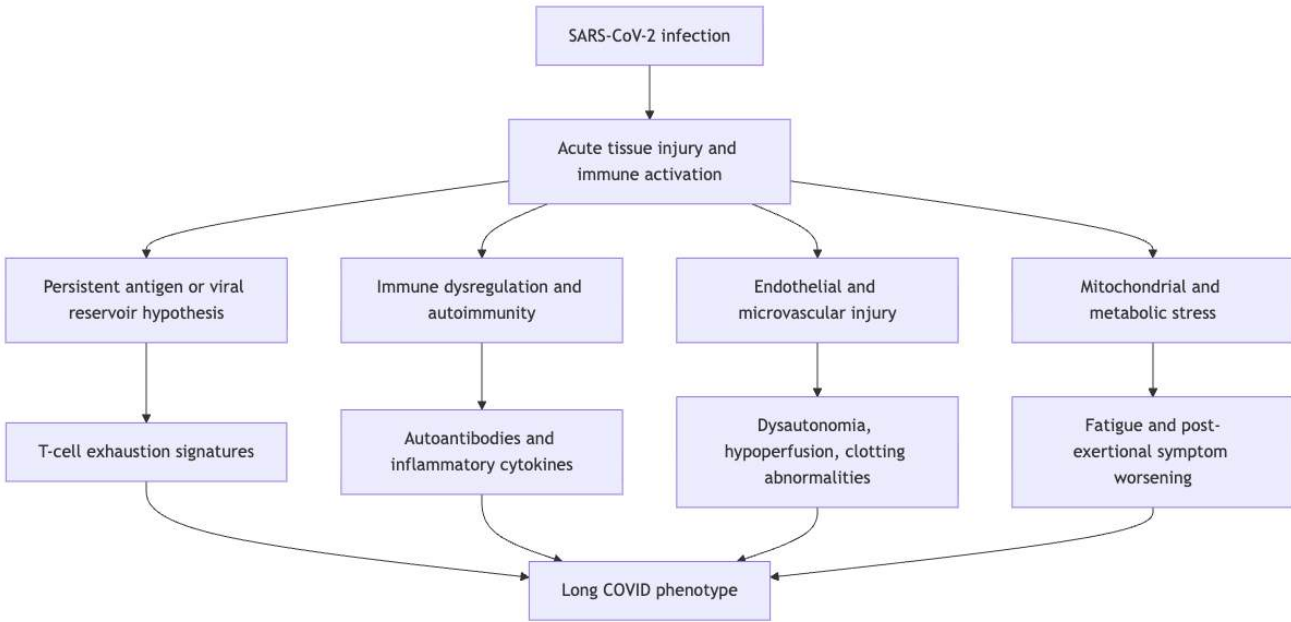 SARS-CoV-2 infection
Acute tissue injury and
immune activation
Persistent antigen or viral
reservoir hypothesis
Immune dysregulation and
autoimmunity
Endothelial and
microvascular injury
Mitochondrial and
metabolic stress
T-cell exhaustion signatures
Autoantibodies and
inflammatory cytokines
Dysautonomia,
hypoperfusion, clotting
abnormalities
Fatigue and post-
exertional symptom
worsening
Long COVID phenotype